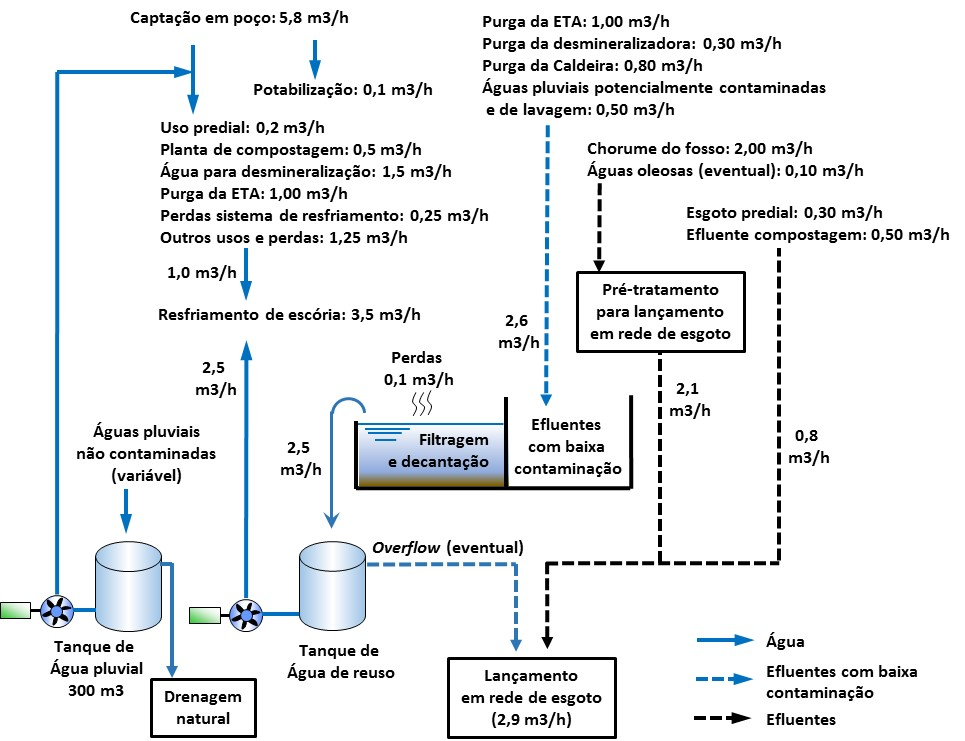 Captação em poço: 5,8 m3/h
Potabilização: 0,1 m3/h
Uso predial: 0,2 m3/h
Planta de compostagem: 0,5 m3/h
Água para desmineralização: 1,5 m3/h
Purga da ETA: 1,00 m3/h
Perdas sistema de resfriamento: 0,25 m3/h
Outros usos e perdas: 1,25 m3/h
1,0 m3/h
Resfriamento de escória: 3,5 m3/h
Purga da ETA: 1,00 m3/h
Purga da desmineralizadora: 0,30 m3/h
Purga da Caldeira: 0,80 m3/h
Águas pluviais potencialmente contaminadas
e de lavagem: 0,50 m3/h
Chorume do fosso: 2,00 m3/h
Águas oleosas (eventual): 0,10 m3/h
Esgoto predial: 0,30 m3/h
Efluente compostagem: 0,50 m3/h
Pré-tratamento
para lançamento
em rede de esgoto
2,6
m3/h
2,1
m3/h
0,8
m3/h
2,5
m3/h
Perdas
0,1 m3/h
Filtragem
e decantação
Efluentes
com baixa
contaminação
2,5
m3/h
Águas pluviais
não contaminadas
(variável)
Overflow (eventual)
Tanque de
Água pluvial
300 m3
Drenagem
natural
Tanque de
Água de reuso
Lançamento
em rede de esgoto
(2,9 m3/h)
Água
Efluentes com baixa
contaminação
Efluentes